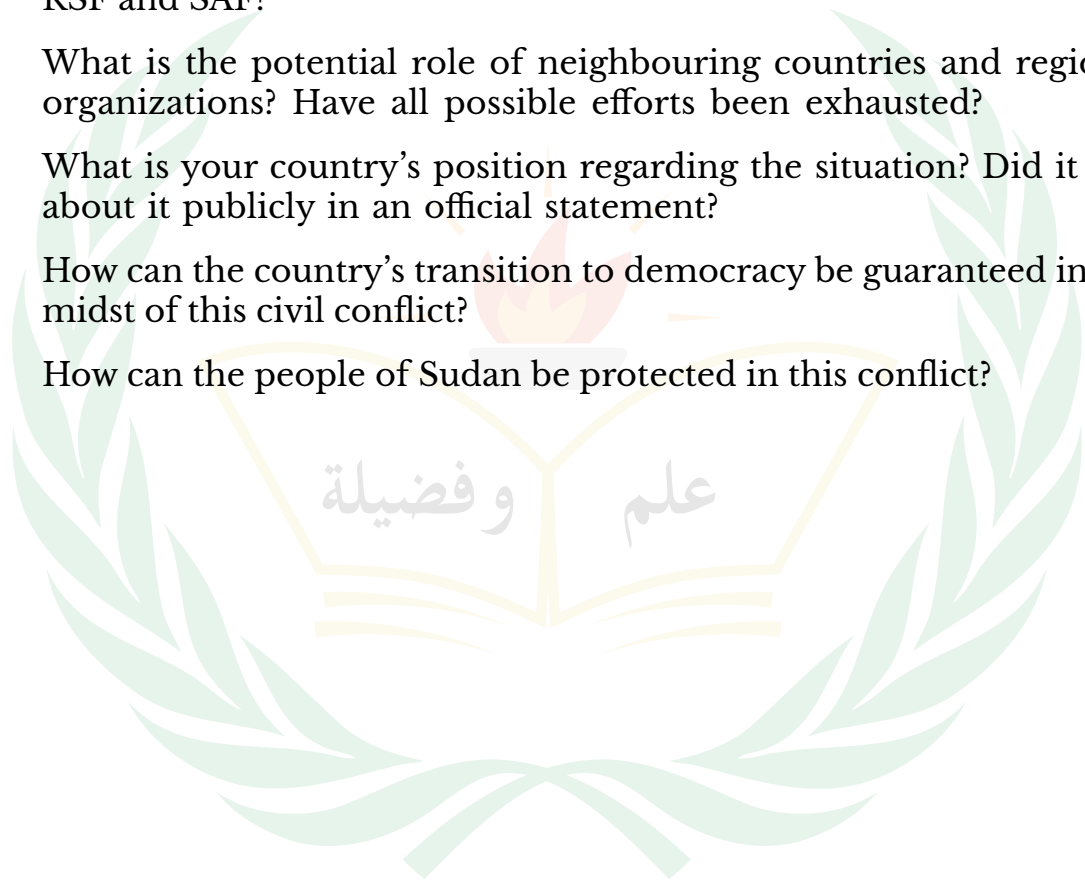 RSF and SAF?
What is the potential role of neighbouring countries and regio
organizations? Have all possible efforts been exhausted?
What is your country’s position regarding the situation? Did it
about it publicly in an official statement?
How can the country’s transition to democracy be guaranteed in
midst of this civil conflict?
How can the people of Sudan be protected in this conflict?
علم وفضيلة